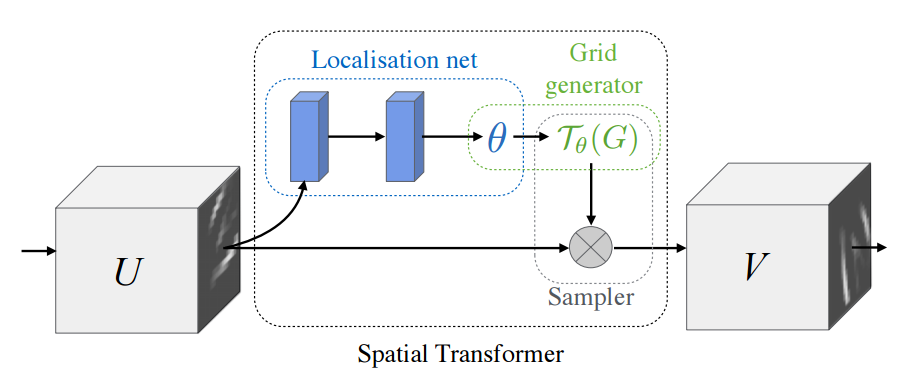 Localisation net
Grid
generator
θ
𝒯θ(G)
U
V
Sampler
Spatial Transformer